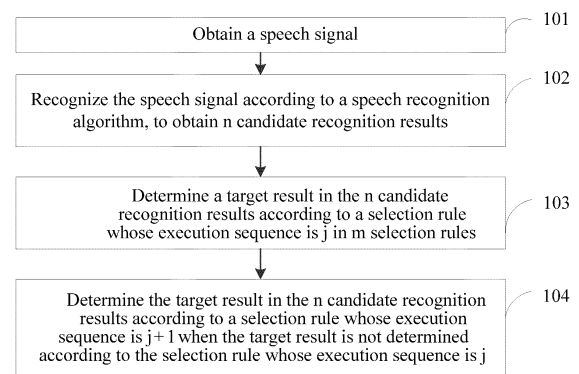 Obtain a speech signal
101
Recognize the speech signal according to a speech recognition
algorithm, to obtain n candidate recognition results
102
Determine a target result in the n candidate
recognition results according to a selection rule
whose execution sequence is j in m selection rules
103
Determine the target result in the n candidate recognition
results according to a selection rule whose execution
sequence is j+1 when the target result is not determined
according to the selection rule whose execution sequence is j
104